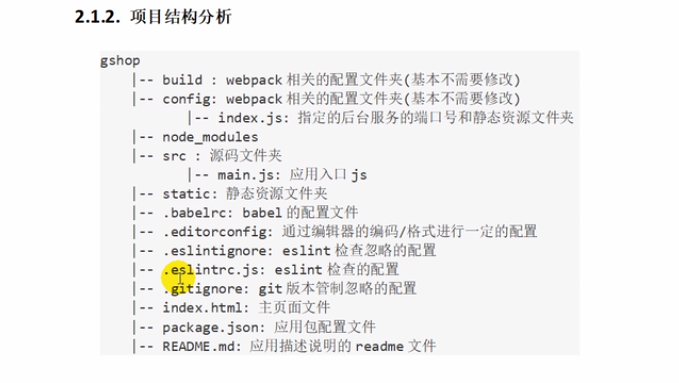 2.1.2. 项目结构分析
gshop
|-- build : webpack 相关的配置文件夹(基本不需要修改)
|-- config: webpack 相关的配置文件夹(基本不需要修改)
|-- index.js: 指定的后台服务的端口号和静态资源文件夹
|-- node_modules
|-- src : 源码文件夹
|-- main.js: 应用入口 js
|-- static: 静态资源文件夹
|-- .babelrc: babel 的配置文件
|-- .editorconfig: 通过编辑器的编码/格式进行一定的配置
|-- .eslintignore: eslint 检查忽略的配置
|-- .eslintrc.js: eslint 检查的配置
|-- .gitignore: git 版本管制忽略的配置
|-- index.html: 主页面文件
|-- package.json: 应用包配置文件
|-- README.md: 应用描述说明的 readme 文件